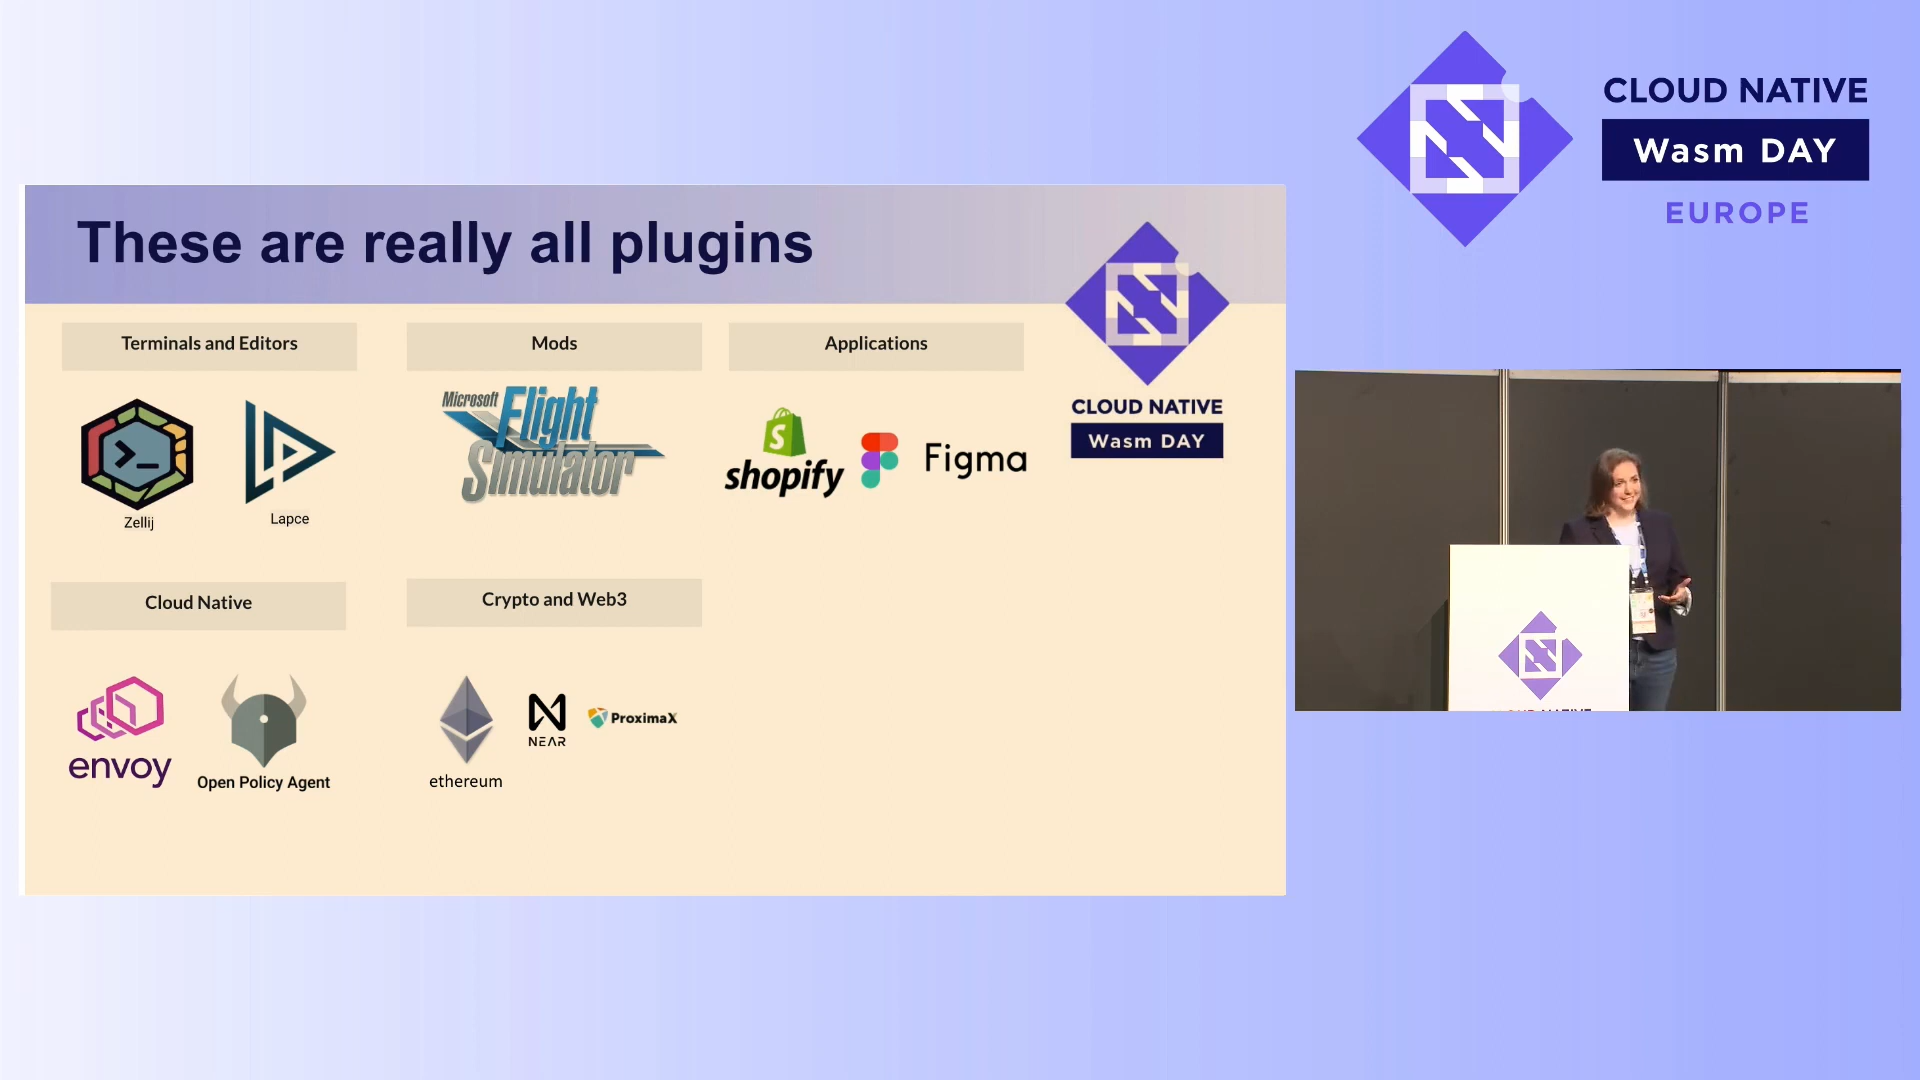 CLOUD NATIVE
Wasm DAY
EUROPE
These are really all plugins
CLOUD NATIVE
Wasm DAY
Terminals and Editors
Zellij
Lapce
Mods
Microsoft
Flight
Simulator
Applications
shopify
Figma
Cloud Native
envoy
Open Policy Agent
Crypto and Web3
ethereum
NEAR
ProximaX